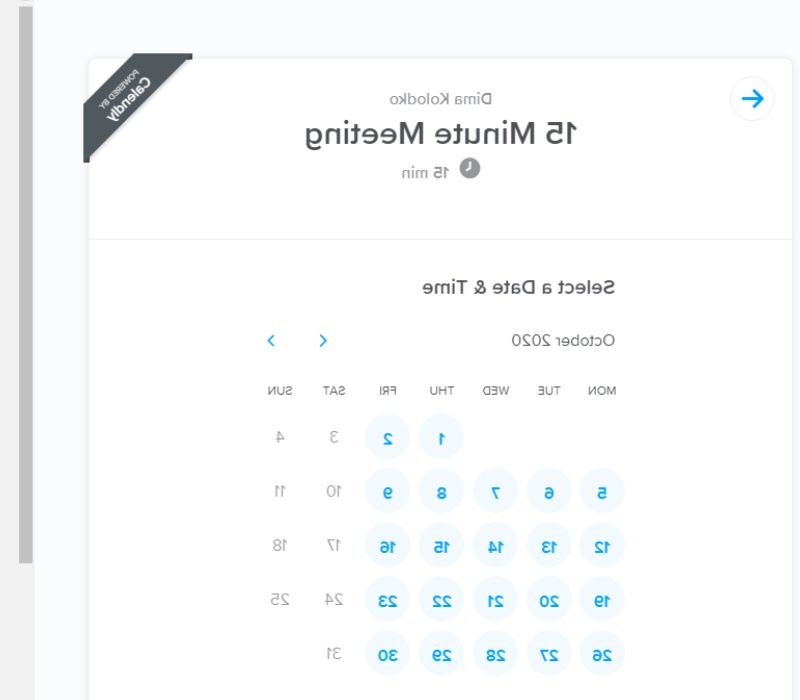 POWERED BY
Calendly
Dima Kolodko
15 Minute Meeting
15 min
Select a Date & Time
October 2020
MON TUE WED THU FRI SAT SUN
1 2 3 4
5 6 7 8 9 10 11
12 13 14 15 16 17 18
19 20 21 22 23 24 25
26 27 28 29 30 31